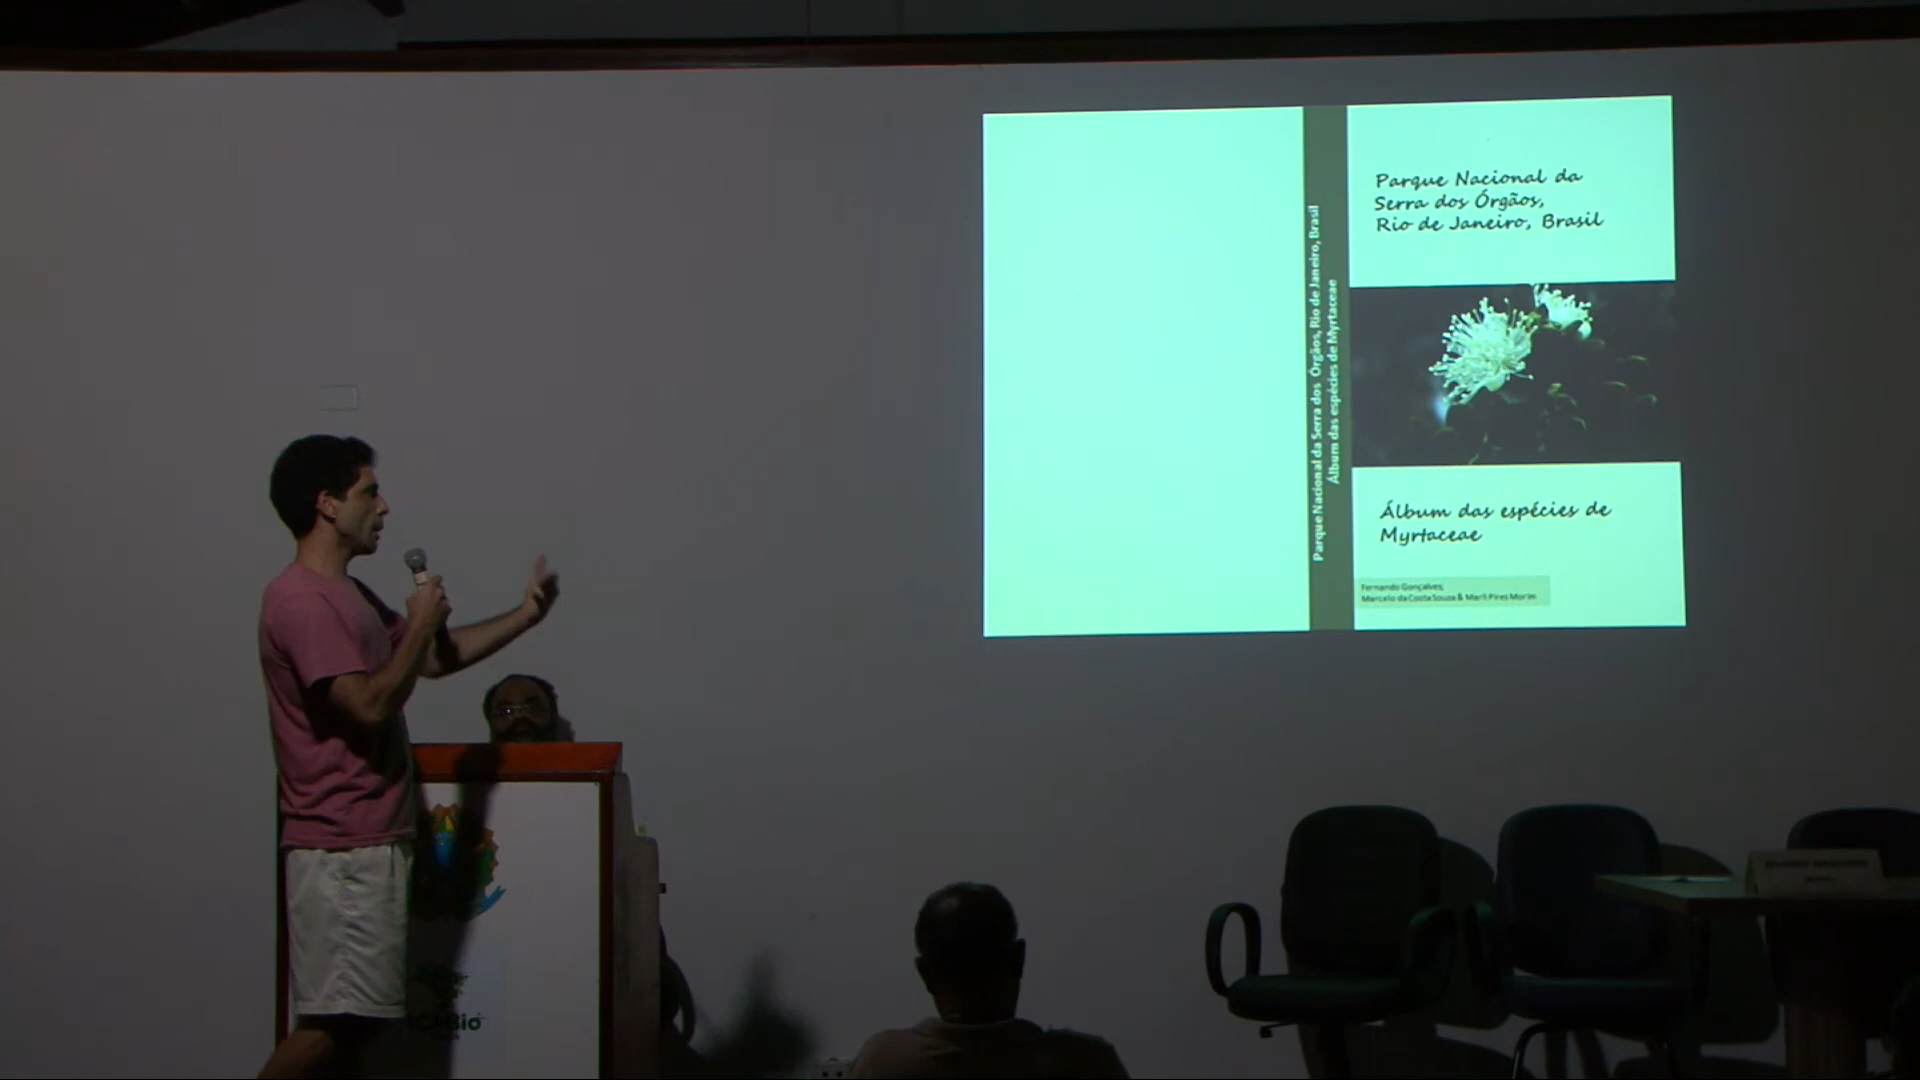 Parque Nacional da
Serra dos Órgãos,
Rio de Janeiro, Brasil
Parque Nacional da Serra dos Órgãos, Rio de Janeiro, Brasil
Álbum das espécies de Myrtaceae
Álbum das espécies de
Myrtaceae
Fernando Gonçalves,
Marcelo da Costa Souza & Marli Pires Morim